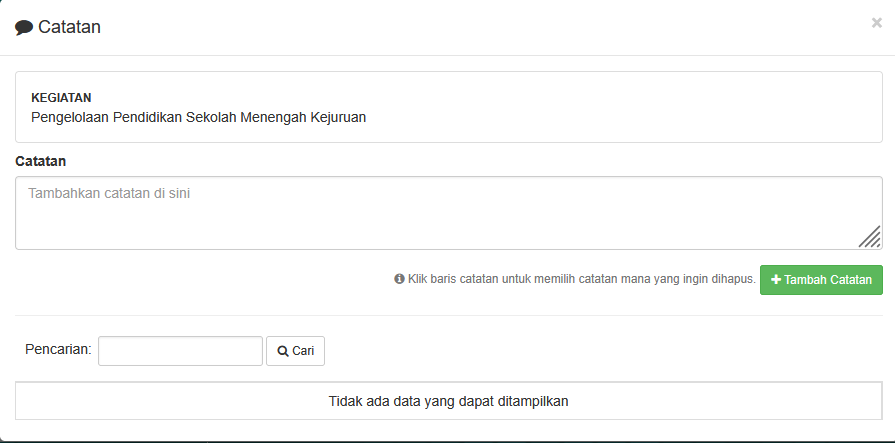 Catatan
×
KEGIATAN
Pengelolaan Pendidikan Sekolah Menengah Kejuruan
Catatan
Tambahkan catatan di sini
Klik baris catatan untuk memilih catatan mana yang ingin dihapus.
+ Tambah Catatan
Pencarian:
Cari
Tidak ada data yang dapat ditampilkan